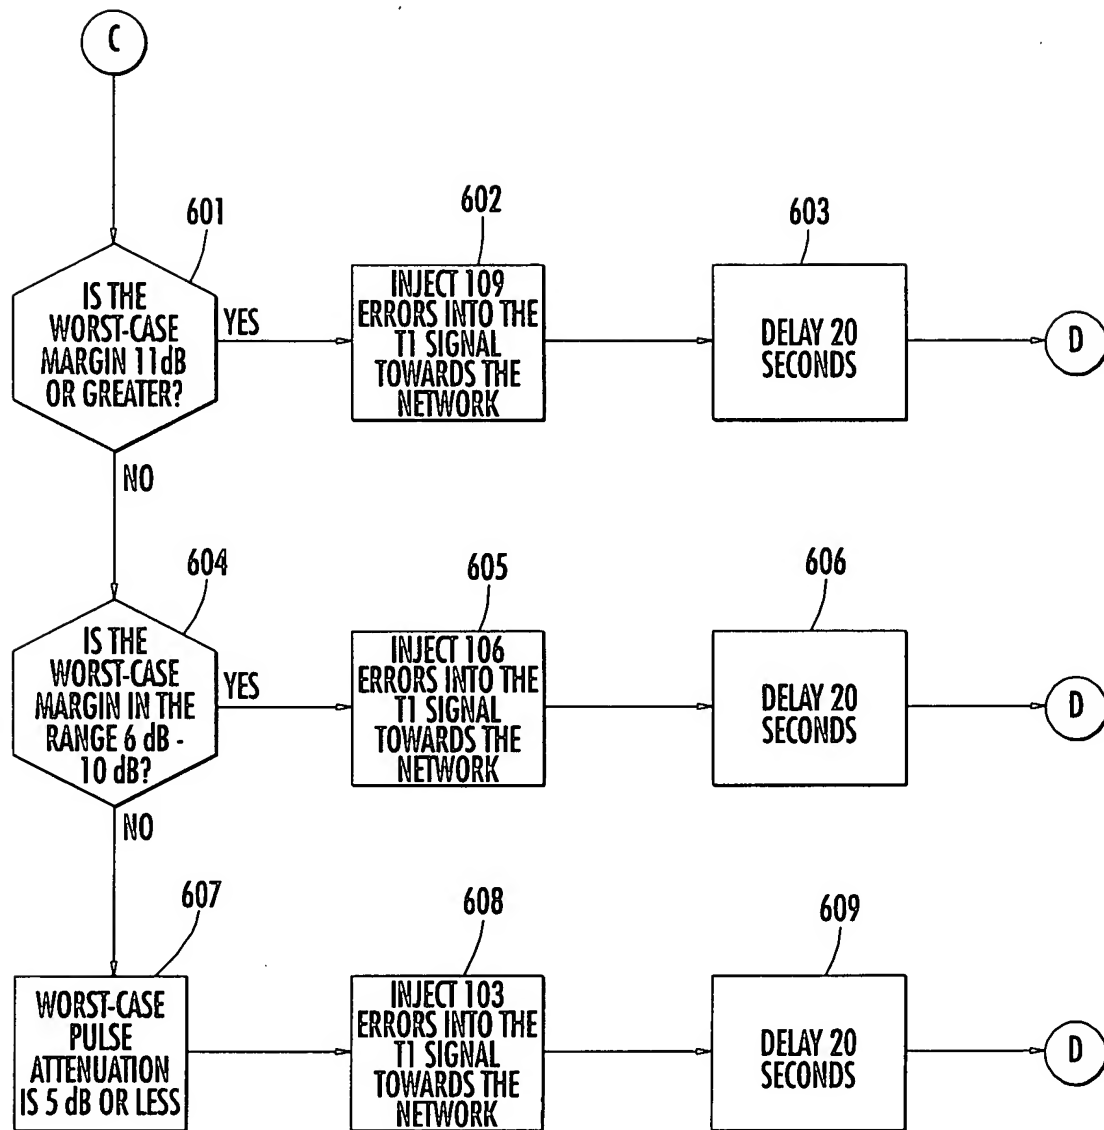 C
601
IS THE
WORST-CASE
MARGIN 11dB
OR GREATER?
YES
602
INJECT 109
ERRORS INTO THE
T1 SIGNAL
TOWARDS THE
NETWORK
603
DELAY 20
SECONDS
D
NO
604
IS THE
WORST-CASE
MARGIN IN THE
RANGE 6 dB -
10 dB?
YES
605
INJECT 106
ERRORS INTO THE
T1 SIGNAL
TOWARDS THE
NETWORK
606
DELAY 20
SECONDS
D
NO
607
WORST-CASE
PULSE
ATTENUATION
IS 5 dB OR LESS
608
INJECT 103
ERRORS INTO THE
T1 SIGNAL
TOWARDS THE
NETWORK
609
DELAY 20
SECONDS
D